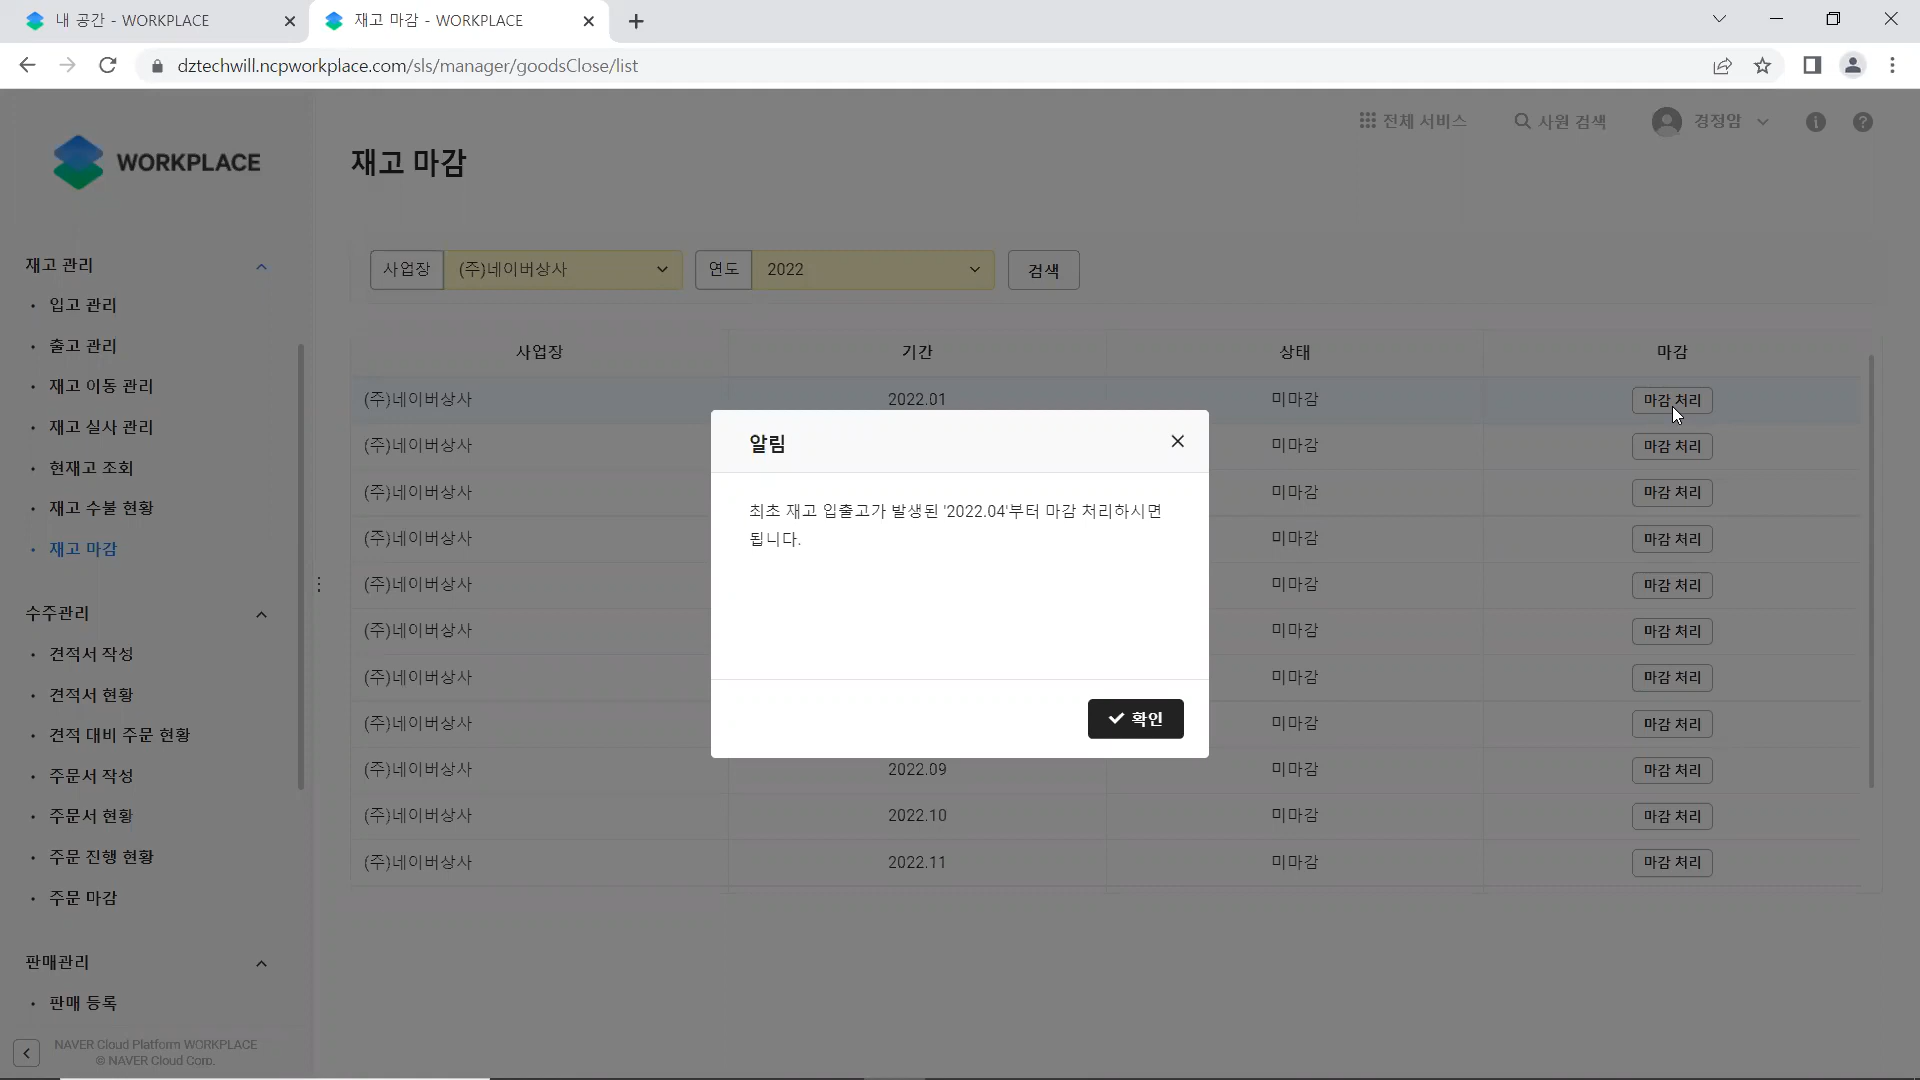 내 공간 - WORKPLACE
재고 마감 - WORKPLACE
dztechwill.ncpworkplace.com/sls/manager/goodsClose/list
WORKPLACE
전체 서비스
사원 검색
경정암
재고 마감
재고 관리
입고 관리
출고 관리
재고 이동 관리
재고 실사 관리
현재고 조회
재고 수불 현황
재고 마감
수주관리
견적서 작성
견적서 현황
견적 대비 주문 현황
주문서 작성
주문서 현황
주문 진행 현황
주문 마감
판매관리
판매 등록
NAVER Cloud Platform WORKPLACE
© NAVER Cloud Corp.
사업장 (주)네이버상사 연도 2022 검색
사업장 기간 상태 마감
(주)네이버상사 2022.01 미마감 마감 처리
(주)네이버상사 미마감 마감 처리
(주)네이버상사 미마감 마감 처리
(주)네이버상사 미마감 마감 처리
(주)네이버상사 미마감 마감 처리
(주)네이버상사 미마감 마감 처리
(주)네이버상사 미마감 마감 처리
(주)네이버상사 미마감 마감 처리
(주)네이버상사 2022.09 미마감 마감 처리
(주)네이버상사 2022.10 미마감 마감 처리
(주)네이버상사 2022.11 미마감 마감 처리
알림
최초 재고 입출고가 발생된 '2022.04'부터 마감 처리하시면
됩니다.
확인